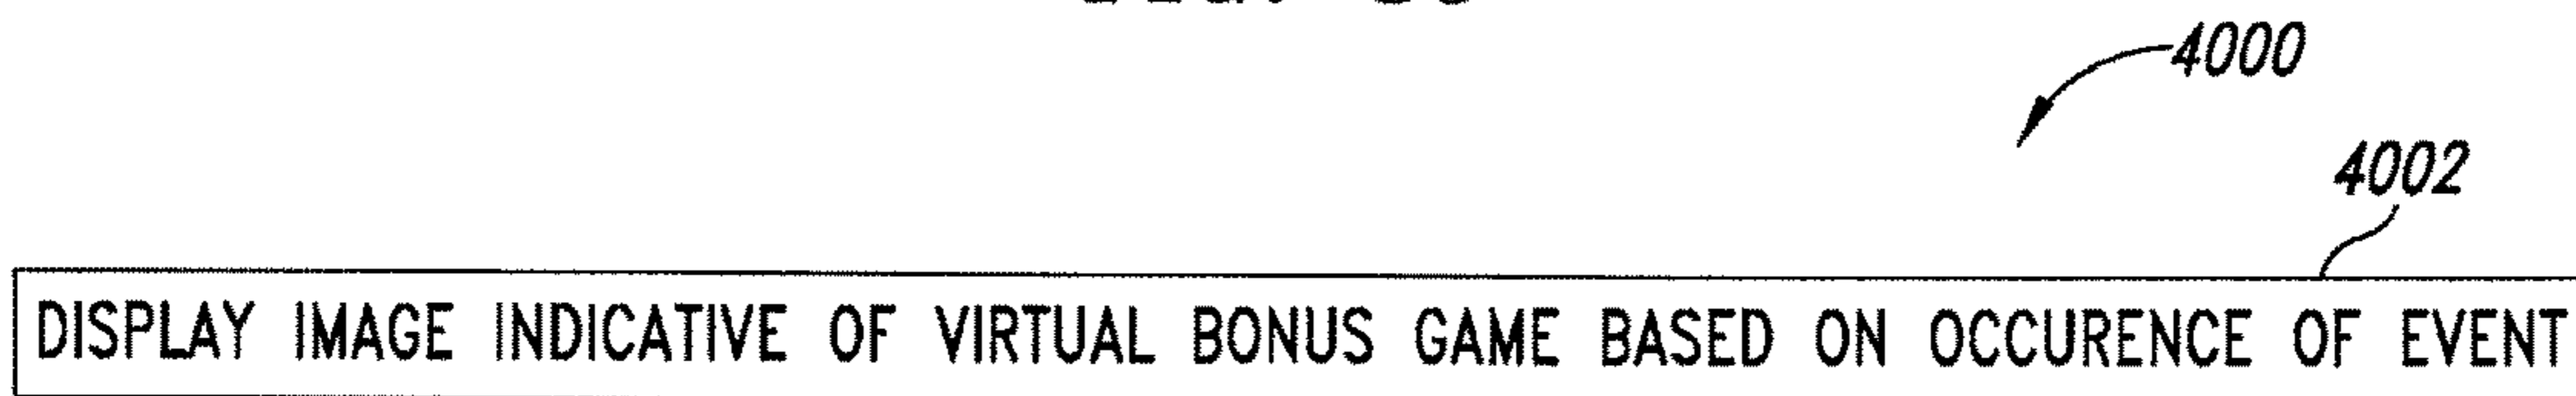 4000
4002
DISPLAY IMAGE INDICATIVE OF VIRTUAL BONUS GAME BASED ON OCCURENCE OF EVENT